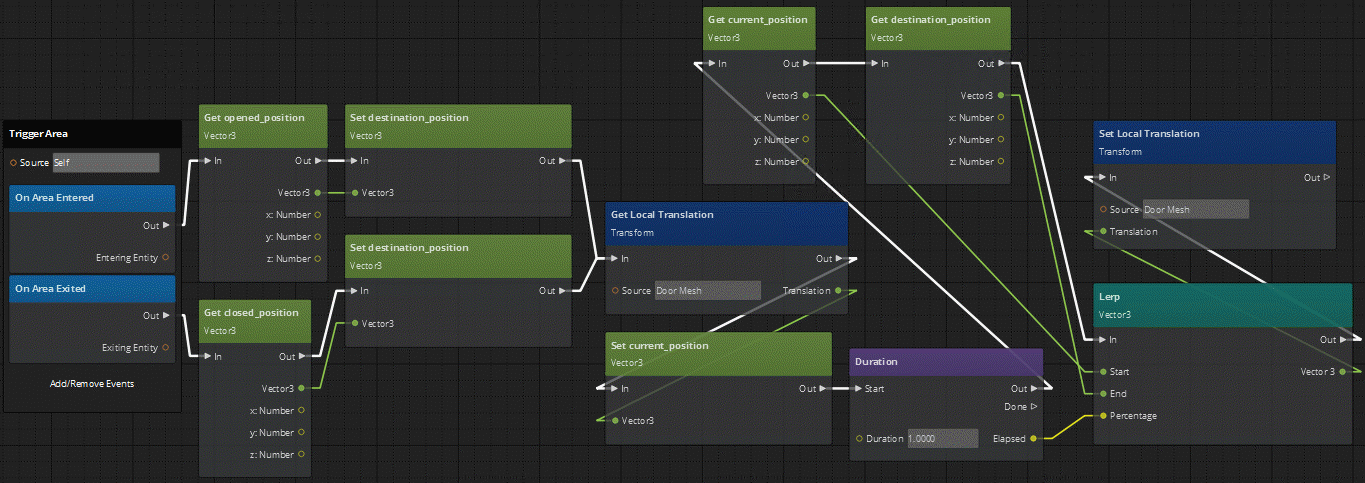 Trigger Area
Source Self
On Area Entered
Out
Entering Entity
On Area Exited
Out
Exiting Entity
Add/Remove Events
Get opened_position
Vector3
In Out
Vector3
x: Number
y: Number
z: Number
Get closed_position
Vector3
In Out
Vector3
x: Number
y: Number
z: Number
Set destination_position
Vector3
In Out
Vector3
Set destination_position
Vector3
In Out
Vector3
Get Local Translation
Transform
In Out
Source Door Mesh Translation
Set current_position
Vector3
In Out
Vector3
Duration
Start Out
Done
Duration 1.0000 Elapsed
Get current_position
Vector3
In Out
Vector3
x: Number
y: Number
z: Number
Get destination_position
Vector3
In Out
Vector3
x: Number
y: Number
z: Number
Lerp
Vector3
In Out
Start Vector 3
End
Percentage
Set Local Translation
Transform
In Out
Source Door Mesh
Translation